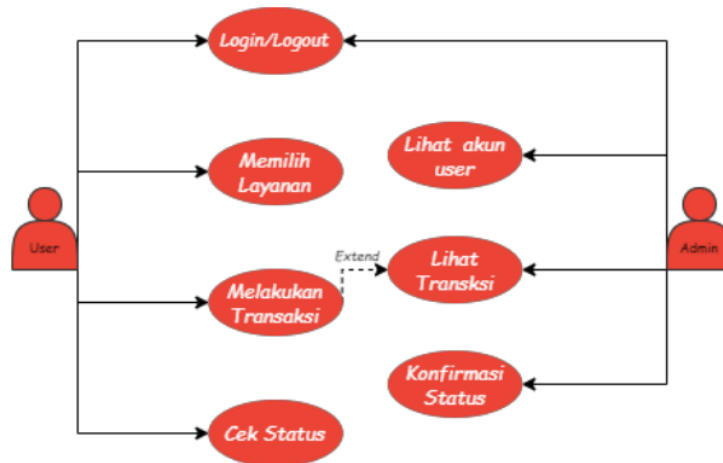 Login/Logout
Memilih
Layanan
Lihat akun
user
User
Admin
Extend
Melakukan
Transaksi
Lihat
Transksi
Konfirmasi
Status
Cek Status